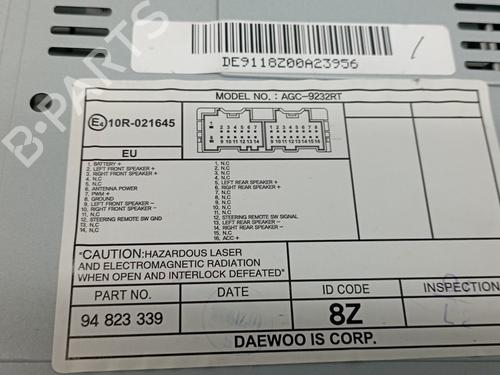 DE9118Z00A23956
MODEL NO. : AGC-9232RT
E4 10R-021645
EU
1. BATTERY +
2. LEFT FRONT SPEAKER +
3. RIGHT FRONT SPEAKER +
4. N.C
5. N.C
6. ANTENNA POWER
7. PWM +
8. GROUND
9. LEFT FRONT SPEAKER -
10. RIGHT FRONT SPEAKER -
11. N.C
12. STEERING REMOTE SW GND
13. N.C
14. N.C
1. N.C
2. N.C
3. N.C
4. N.C
5. LEFT REAR SPEAKER +
6. RIGHT REAR SPEAKER +
7. N.C
8. N.C
9. N.C
10. N.C
11. N.C
12. STEERING REMOTE SW SIGNAL
13. LEFT REAR SPEAKER -
14. RIGHT REAR SPEAKER -
15. N.C
16. ACC +
"CAUTION:HAZARDOUS LASER
AND ELECTROMAGNETIC RADIATION
WHEN OPEN AND INTERLOCK DEFEATED"
PART NO. DATE ID CODE INSPECTION
94 823 339 8Z
DAEWOO IS CORP.
B-PARTS